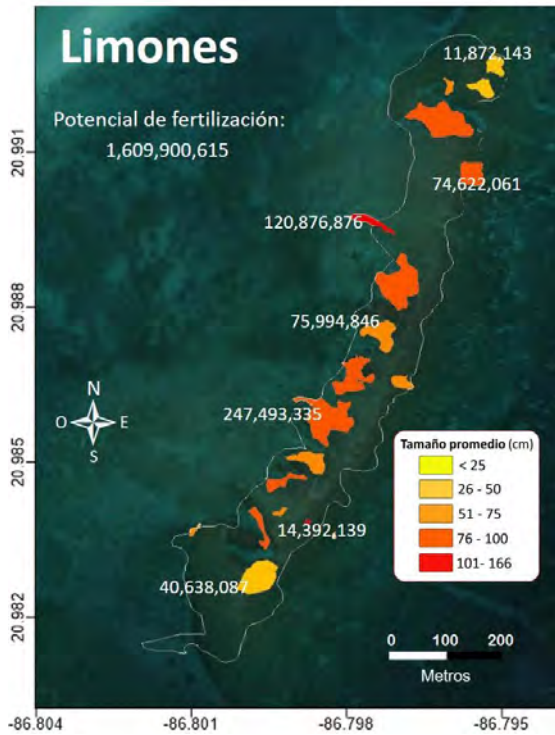 Limones
Potencial de fertilización:
1,609,900,615
11,872,143
74,622,061
120,876,876
75,994,846
247,493,335
14,392,139
40,638,087
N
O
E
S
Tamaño promedio (cm)
< 25
26 - 50
51 - 75
76 - 100
101- 166
0 100 200
Metros
20.991
20.988
20.985
20.982
-86.804 -86.801 -86.798 -86.795